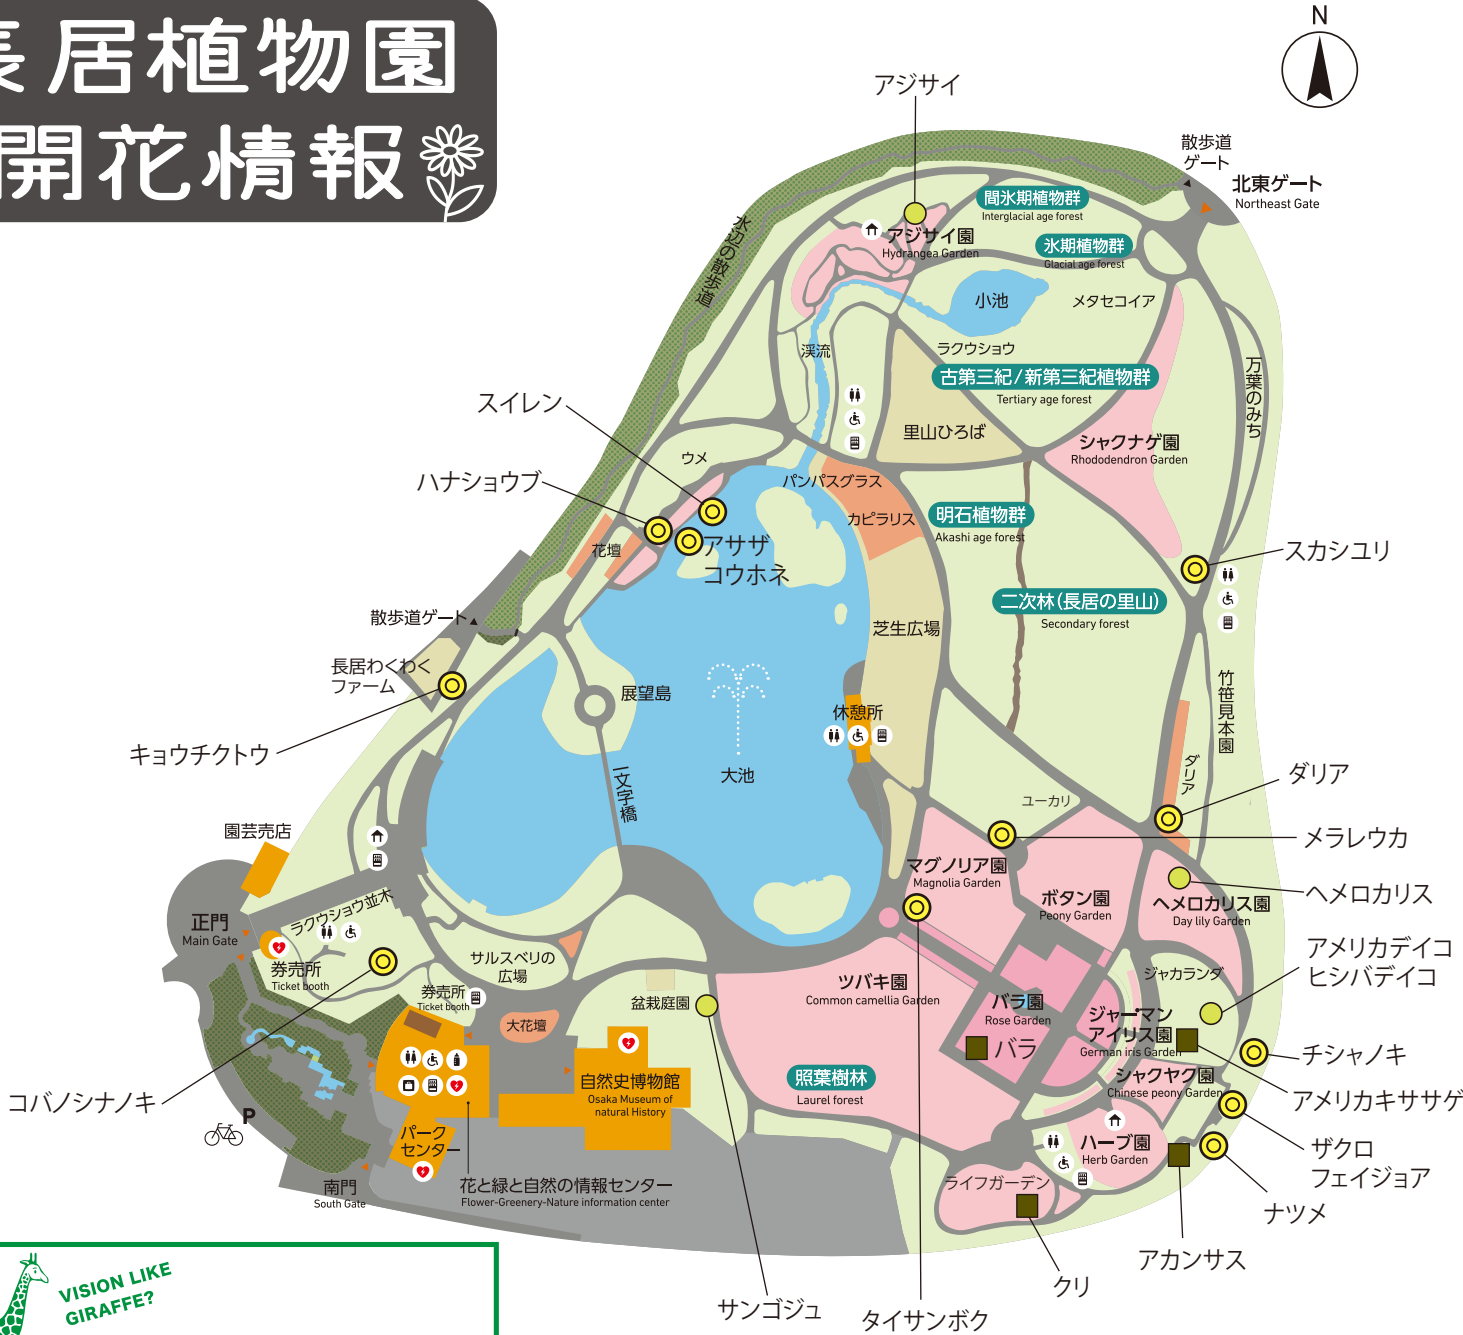 長居植物園
開花情報
N
アジサイ
散歩道
ゲート
北東ゲート
Northeast Gate
間氷期植物群
Interglacial age forest
アジサイ園
Hydrangea Garden
氷期植物群
Glacial age forest
水辺の散歩道
小池
メタセコイア
渓流
ラクウショウ
古第三紀/新第三紀植物群
Tertiary age forest
万葉のみち
スイレン
里山ひろば
シャクナゲ園
Rhododendron Garden
ウメ
ハナショウブ
パンパスグラス
カピラリス
明石植物群
Akashi age forest
花壇
アサザ
コウホネ
スカシユリ
二次林(長居の里山)
Secondary forest
散歩道ゲート
芝生広場
長居わくわく
ファーム
展望島
休憩所
竹笹見本園
キョウチクトウ
大池
一文字橋
ダリア
ダリア
ユーカリ
園芸売店
メラレウカ
マグノリア園
Magnolia Garden
ボタン園
Peony Garden
ヘメロカリス
ヘメロカリス園
Day lily Garden
正門
Main Gate
ラクウショウ並木
アメリカデイコ
ヒシバデイコ
サルスベリの
広場
券売所
Ticket booth
ジャカランダ
ツバキ園
Common camellia Garden
券売所
Ticket booth
盆栽庭園
バラ園
Rose Garden
大花壇
ジャーマン
アイリス園
German iris Garden
バラ
チシャノキ
照葉樹林
Laurel forest
自然史博物館
Osaka Museum of
natural History
シャクヤク園
Chinese peony Garden
コバノシナノキ
アメリカキササゲ
P
パーク
センター
ハーブ園
Herb Garden
ザクロ
フェイジョア
南門
South Gate
花と緑と自然の情報センター
Flower-Greenery-Nature information center
ライフガーデン
ナツメ
アカンサス
クリ
サンゴジュ
タイサンボク
VISION LIKE
GIRAFFE?